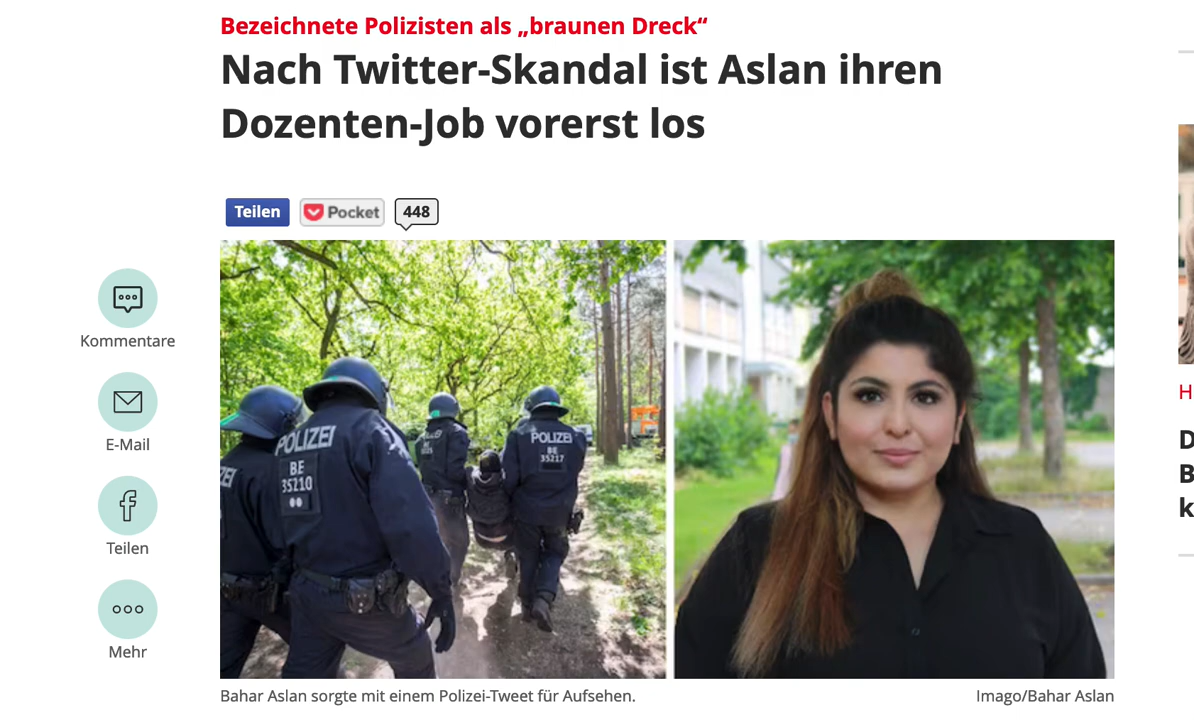 Bezeichnete Polizisten als „braunen Dreck“
Nach Twitter-Skandal ist Aslan ihren
Dozenten-Job vorerst los
Teilen
Pocket
448
Kommentare
E-Mail
Teilen
Mehr
POLIZEI
BE
35210
POLIZEI
BE
35217
ZEI
H
D
B
k
Bahar Aslan sorgte mit einem Polizei-Tweet für Aufsehen.
Imago/Bahar Aslan